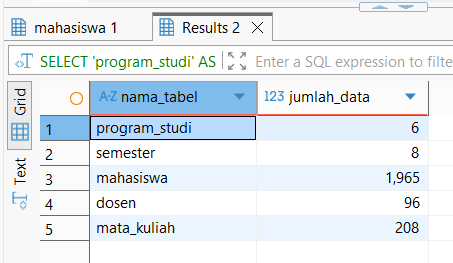 mahasiswa 1 Results 2
SELECT 'program_studi' AS Enter a SQL expression to filte
Grid
Text
A-Z nama_tabel 123 jumlah_data
1 program_studi 6
2 semester 8
3 mahasiswa 1,965
4 dosen 96
5 mata_kuliah 208